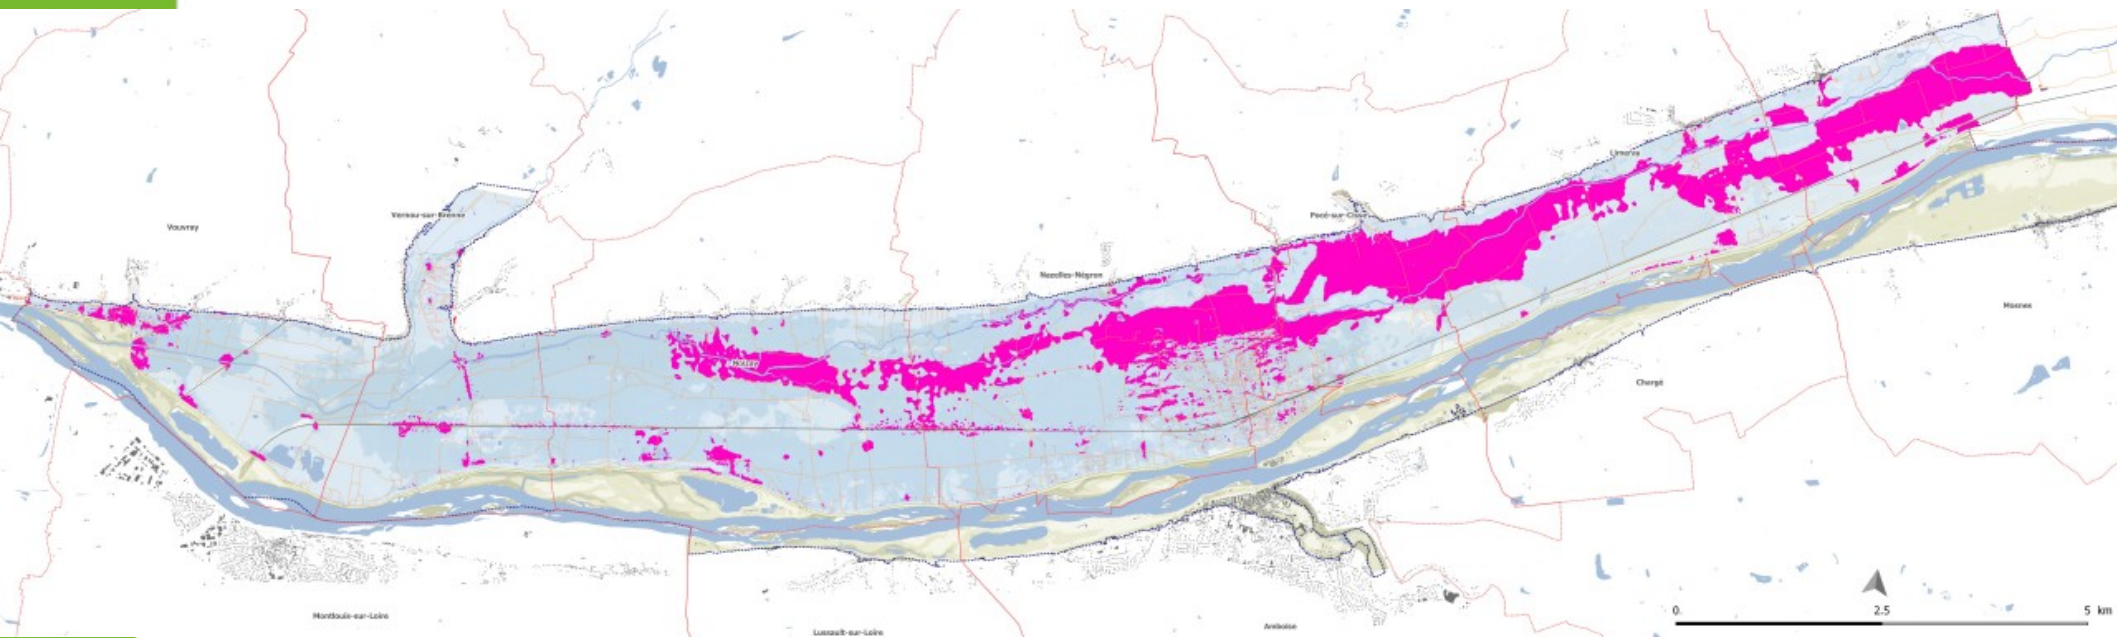 Limeray
Vernou-sur-Brenne
Pocé-sur-Cisse
Vouvray
Nazelles-Négron
Mosnes
Noizay
Chargé
0
2.5
5 km
Montlouis-sur-Loire
Amboise
Lussault-sur-Loire